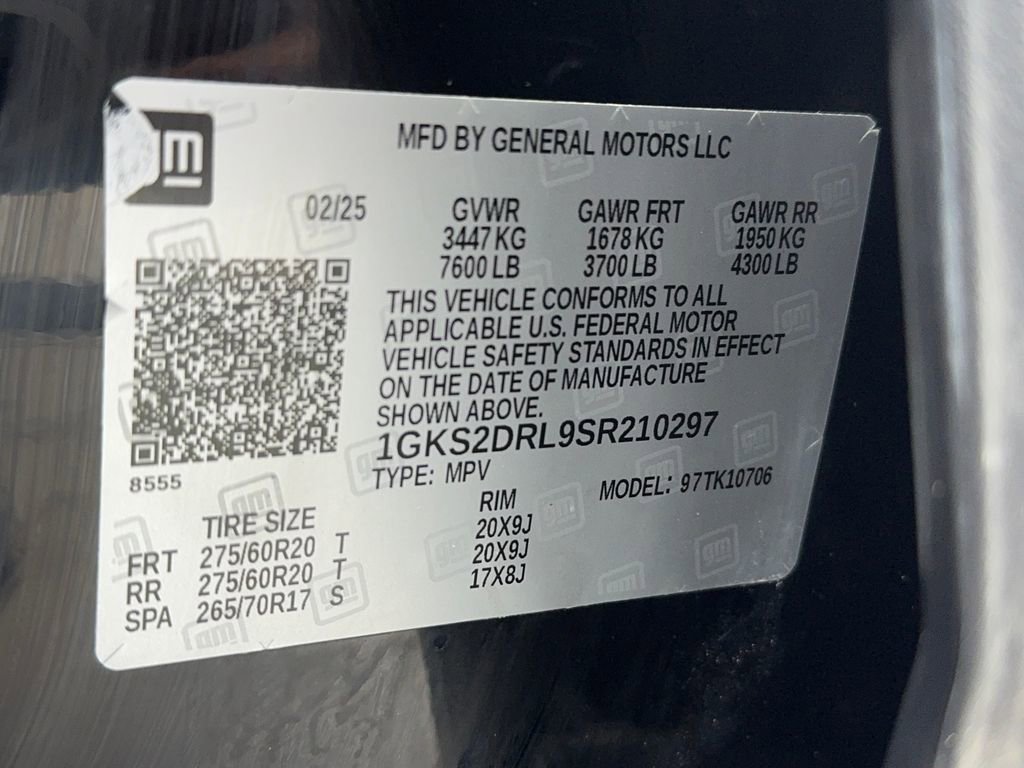 gm
MFD BY GENERAL MOTORS LLC
02/25 GVWR GAWR FRT GAWR RR
3447 KG 1678 KG 1950 KG
7600 LB 3700 LB 4300 LB
THIS VEHICLE CONFORMS TO ALL
APPLICABLE U.S. FEDERAL MOTOR
VEHICLE SAFETY STANDARDS IN EFFECT
ON THE DATE OF MANUFACTURE
SHOWN ABOVE.
1GKS2DRL9SR210297
8555
TYPE: MPV MODEL: 97TK10706
TIRE SIZE RIM
FRT 275/60R20 T 20X9J
RR 275/60R20 T 20X9J
SPA 265/70R17 S 17X8J